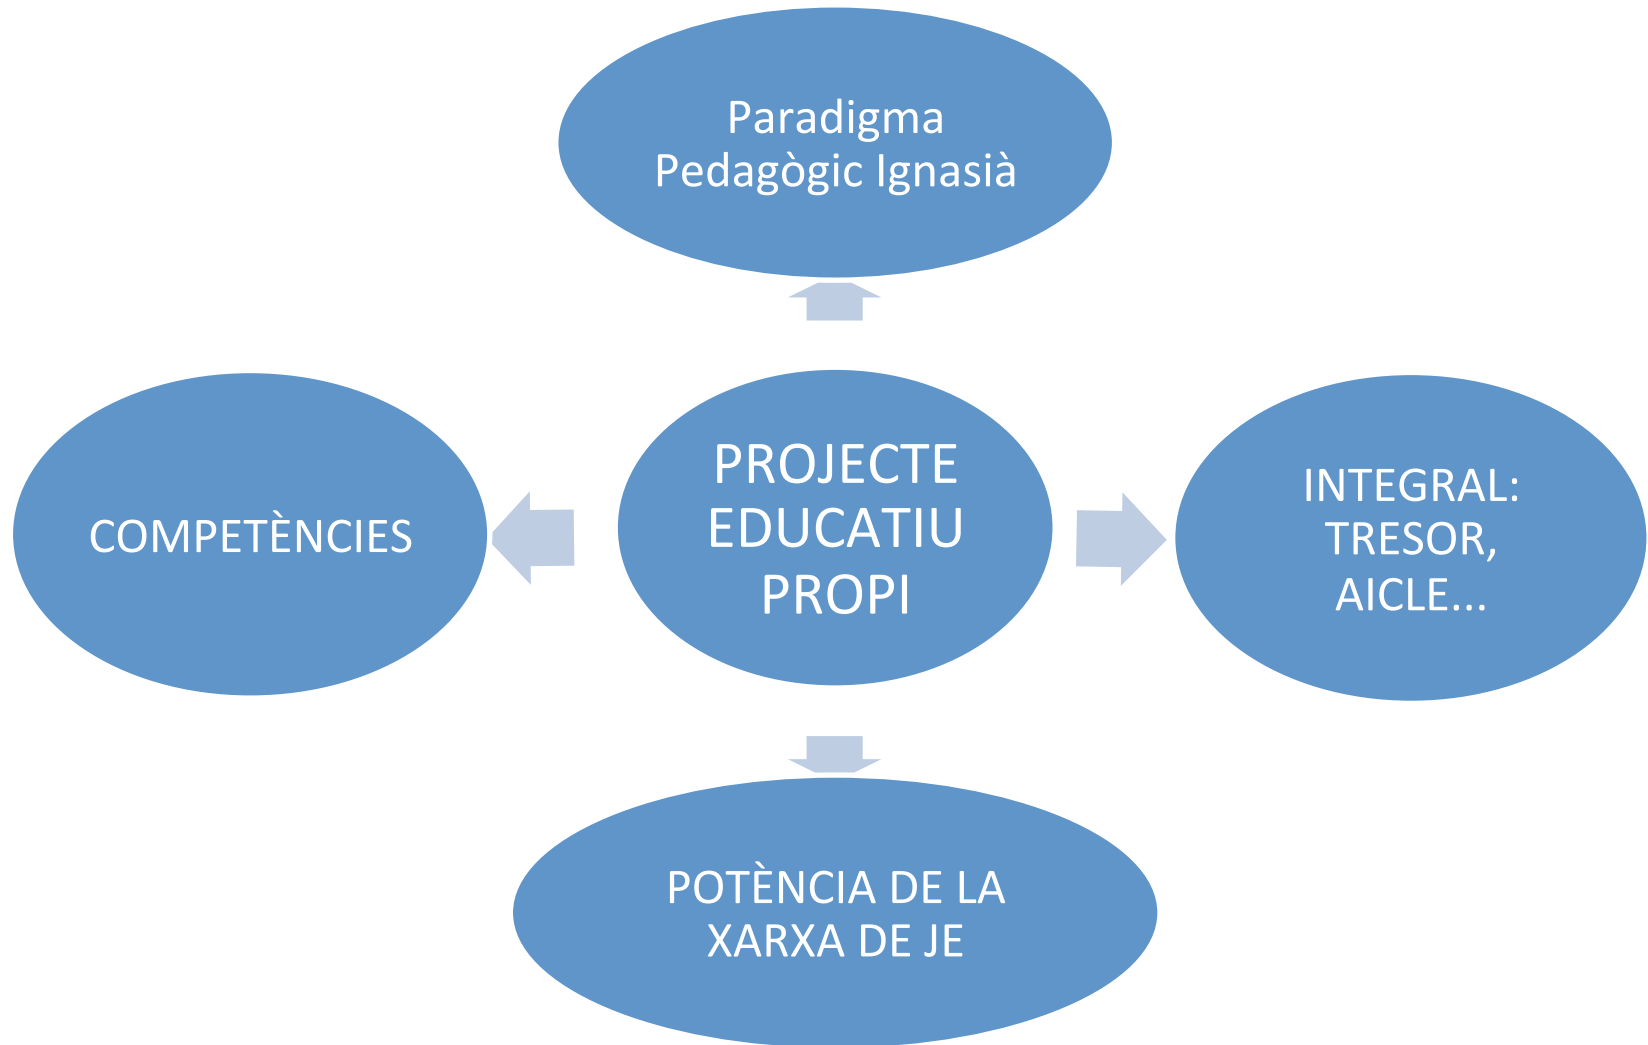 Paradigma
Pedagògic Ignasià
COMPETÈNCIES
PROJECTE
EDUCATIU
PROPI
INTEGRAL:
TRESOR,
AICLE...
POTÈNCIA DE LA
XARXA DE JE